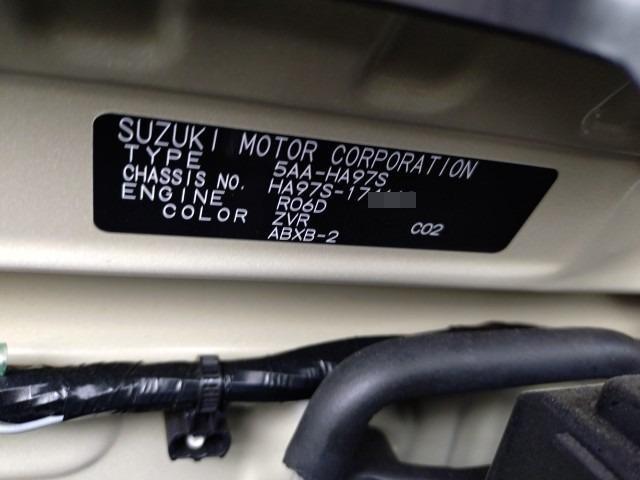 SUZUKI MOTOR CORPORATION
TYPE 5AA-HA97S
CHASSIS NO. HA97S-17
ENGINE R06D
COLOR ZVR
ABXB-2 C02